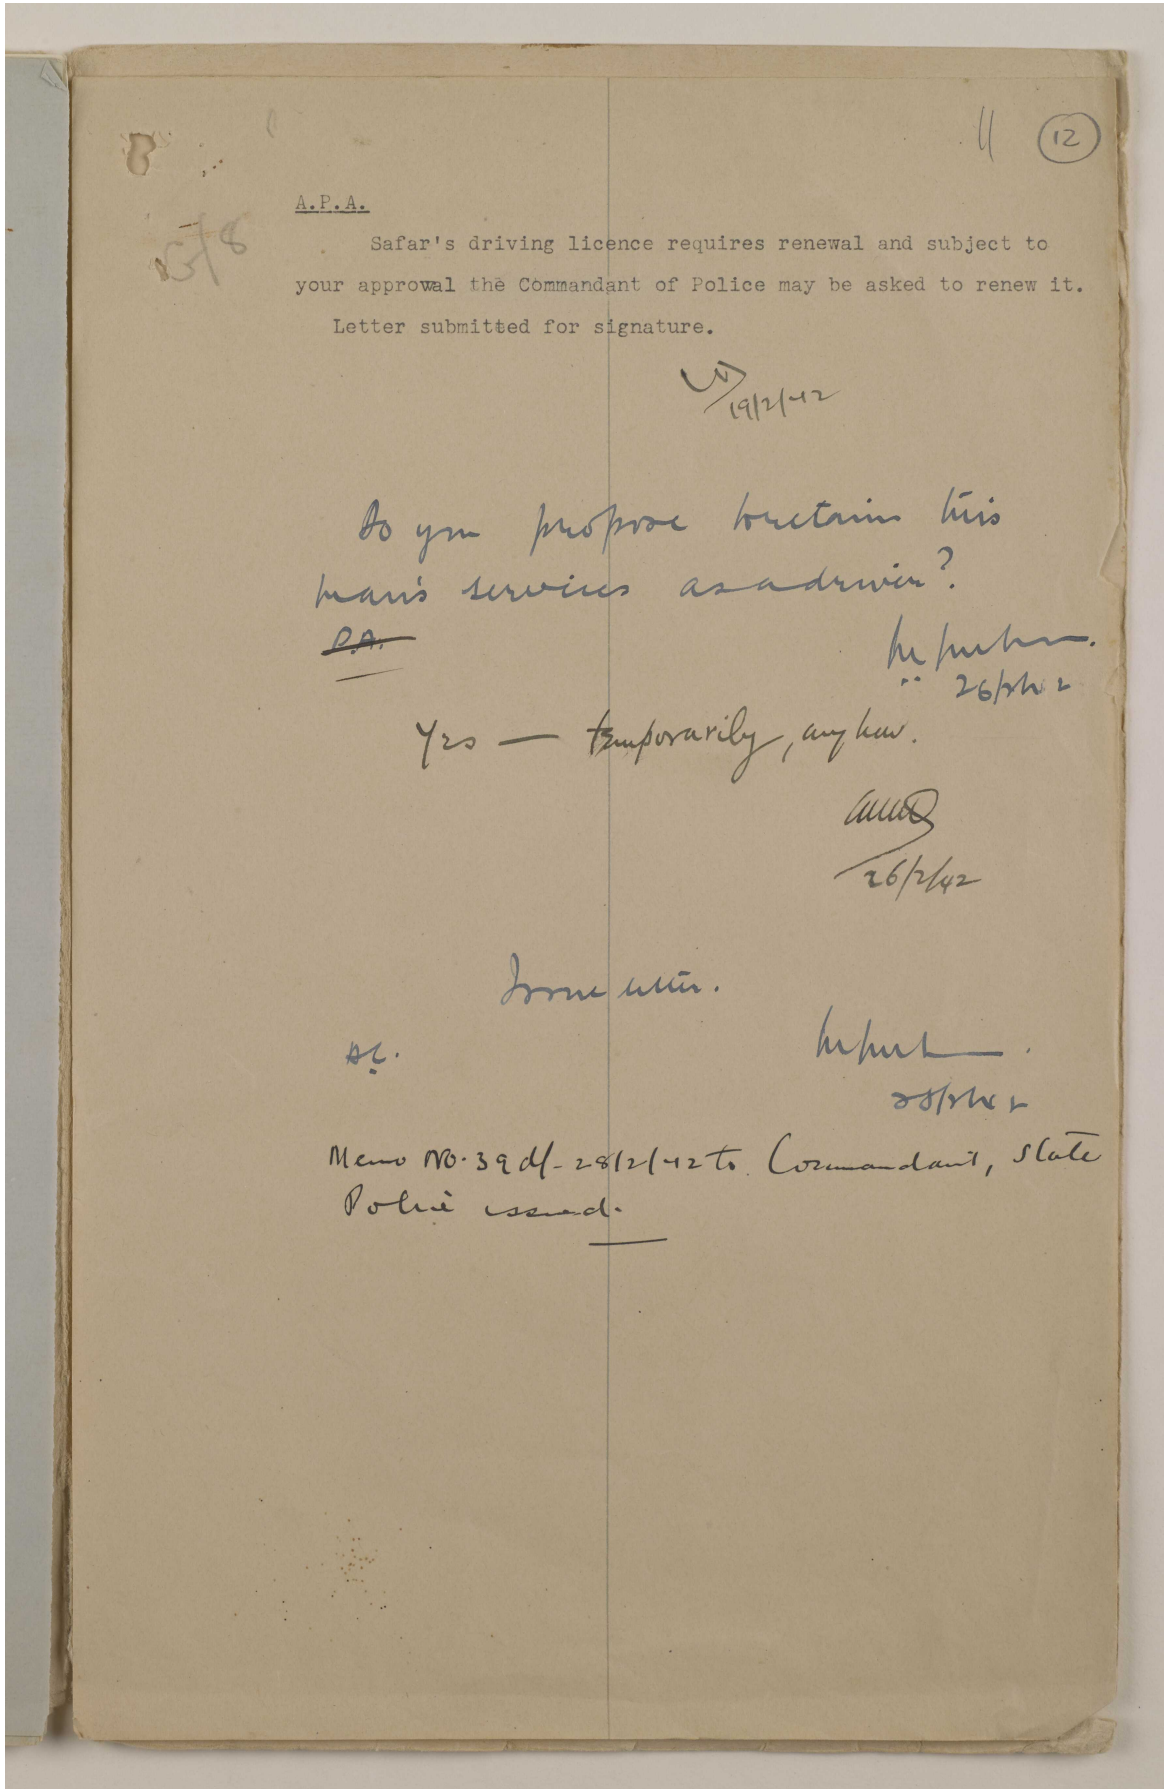 11 12
A.P.A.
Safar's driving licence requires renewal and subject to
your approval the Commandant of Police may be asked to renew it.
Letter submitted for signature.
19/2/42
Do you propose to retain this
man's services as a driver?
P.A.
26/2/42
Yes — temporarily, anyhow.
26/2/42
Issue letter.
28/2/42
Memo No. 39 d/- 28/2/42 to Commandant, State
Police issued.